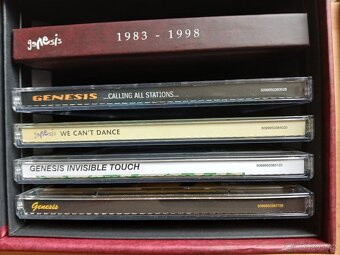 genesis 1983 - 1998
GENESIS ...CALLING ALL STATIONS...
genesis WE CAN'T DANCE
GENESIS INVISIBLE TOUCH
Genesis